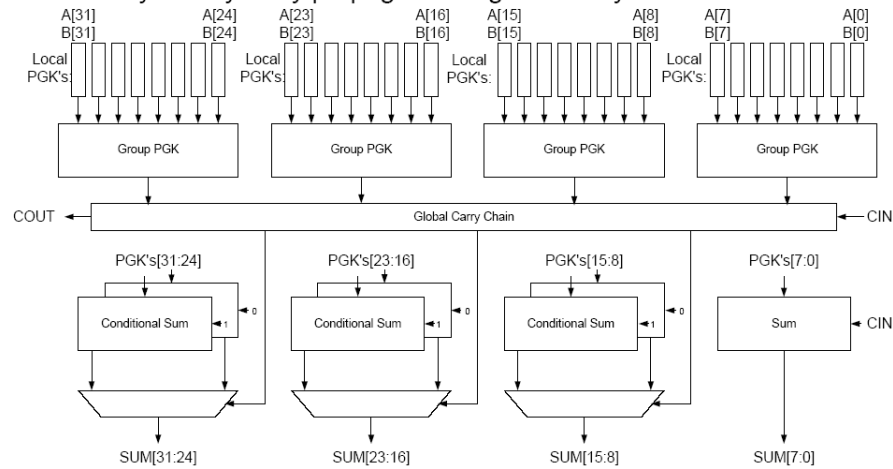 A[31] A[24] A[23] A[16] A[15] A[8] A[7] A[0]
B[31] B[24] B[23] B[16] B[15] B[8] B[7] B[0]
Local Local Local Local
PGK's: PGK's: PGK's: PGK's:
Group PGK Group PGK Group PGK Group PGK
COUT Global Carry Chain CIN
PGK's[31:24] PGK's[23:16] PGK's[15:8] PGK's[7:0]
0 0 0
Conditional Sum 1 Conditional Sum 1 Conditional Sum 1 Sum CIN
SUM[31:24] SUM[23:16] SUM[15:8] SUM[7:0]